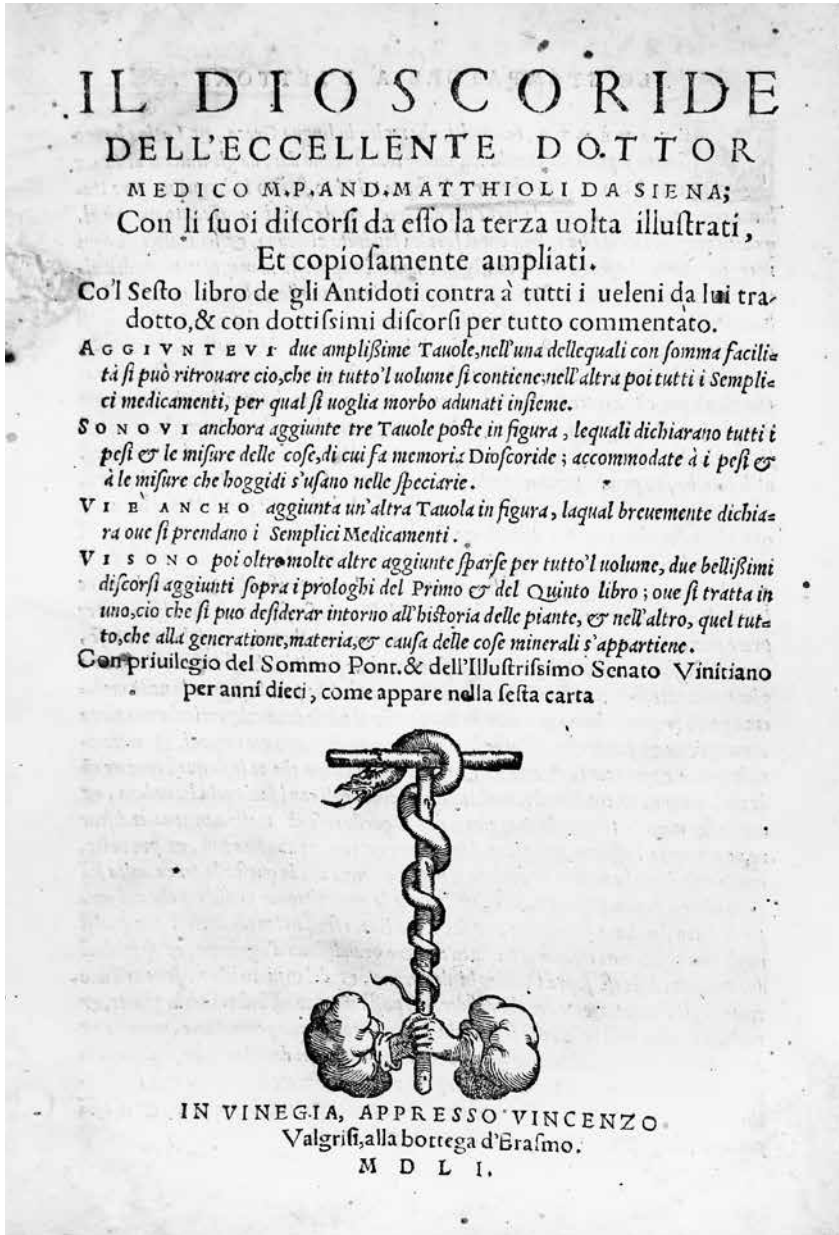 IL DIOSCORIDE
DELL'ECCELLENTE DOTTOR
MEDICO M.P.AND.MATTHIOLI DA SIENA;
Con li ſuoi diſcorſi da eſſo la terza uolta illuſtrati,
Et copioſamente ampliati.
Co'l Seſto libro de gli Antidoti contra à tutti i ueleni da lui tra-
dotto, & con dottiſsimi diſcorſi per tutto commentato.
AGGIVNTEVI due ampliſsime Tauole, nell'una dellequali con ſomma facili-
tà ſi può ritrouare cio, che in tutto'l uolume ſi contiene; nell'altra poi tutti i Sempli-
ci medicamenti, per qual ſi uoglia morbo adunati inſieme.
SONOVI anchora aggiunte tre Tauole poſte in figura, lequali dichiarano tutti i
peſi & le miſure delle coſe, di cui fa memoria Dioſcoride; accommodate à i peſi &
à le miſure che hoggidi s'uſano nelle ſpeciarie.
VI È ANCHO aggiunta un'altra Tauola in figura, laqual breuemente dichia-
ra oue ſi prendano i Semplici Medicamenti.
VI SONO poi oltre molte altre aggiunte ſparſe per tutto'l uolume, due belliſsimi
diſcorſi aggiunti ſopra i prologhi del Primo & del Quinto libro; oue ſi tratta in
uno, cio che ſi puo deſiderar intorno all'hiſtoria delle piante, & nell'altro, quel tut-
to, che alla generatione, materia, & cauſa delle coſe minerali s'appartiene.
Con priuilegio del Sommo Pont. & dell'Illuſtriſsimo Senato Vinitiano
per anni dieci, come appare nella ſeſta carta
IN VINEGIA, APPRESSO VINCENZO
Valgriſi, alla bottega d'Eraſmo.
MDLI.